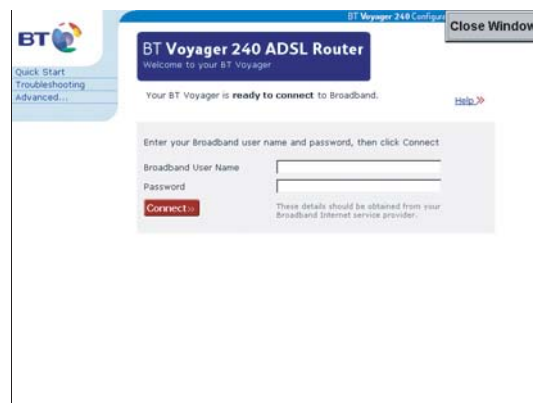 BT Voyager 240 Configura
Close Window
BT
BT Voyager 240 ADSL Router
Welcome to your BT Voyager
Quick Start
Troubleshooting
Advanced...
Your BT Voyager is ready to connect to Broadband.
Help »
Enter your Broadband user name and password, then click Connect
Broadband User Name
Password
Connect »
These details should be obtained from your
Broadband Internet service provider.